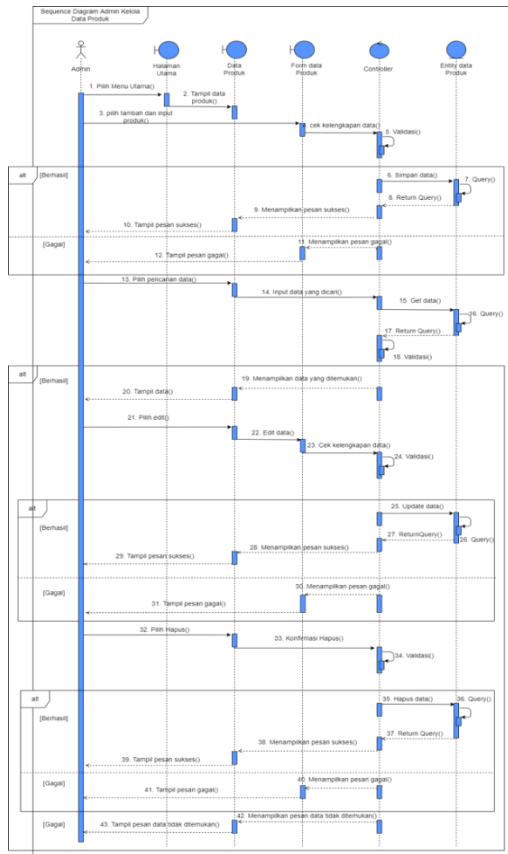 Sequence Diagram Admin Kelola
Data Produk
Admin
Halaman
Utama
Data
Produk
Form data
Produk
Controller
Entity data
Produk
1. Pilih Menu Utama()
2. Tampil data
produk()
3. pilih tambah dan input
produk()
4. cek kelengkapan data()
5. Validasi()
alt
[Berhasil]
6. Simpan data()
7. Query()
8. Return Query()
9. Menampilkan pesan sukses()
10. Tampil pesan sukses()
[Gagal]
11. Menampilkan pesan gagal()
12. Tampil pesan gagal()
13. Pilih pencarian data()
14. Input data yang dicari()
15. Get data()
16. Query()
17. Return Query()
18. Validasi()
alt
[Berhasil]
19. Menampilkan data yang ditemukan()
20. Tampil data()
21. Pilih edit()
22. Edit data()
23. Cek kelengkapan data()
24. Validasi()
alt
[Berhasil]
25. Update data()
26. Query()
27. ReturnQuery()
28. Menampilkan pesan sukses()
29. Tampil pesan sukses()
[Gagal]
30. Menampilkan pesan gagal()
31. Tampil pesan gagal()
32. Pilih Hapus()
33. Konfirmasi Hapus()
34. Validasi()
alt
[Berhasil]
35. Hapus data()
36. Query()
37. Return Query()
38. Menampilkan pesan sukses()
39. Tampil pesan sukses()
[Gagal]
40. Menampilkan pesan gagal()
41. Tampil pesan gagal()
[Gagal]
42. Menampilkan pesan data tidak ditemukan()
43. Tampil pesan data tidak ditemukan()